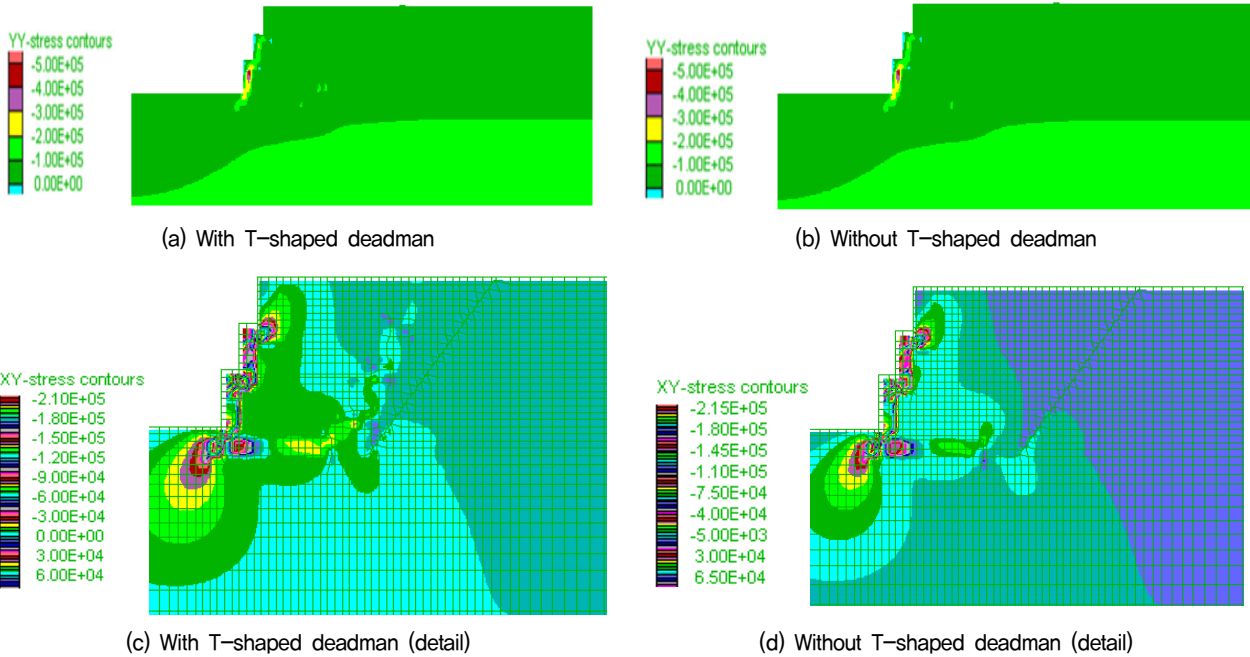 YY-stress contours
-5.00E+05
-4.00E+05
-3.00E+05
-2.00E+05
-1.00E+05
0.00E+00
(a) With T-shaped deadman
YY-stress contours
-5.00E+05
-4.00E+05
-3.00E+05
-2.00E+05
-1.00E+05
0.00E+00
(b) Without T-shaped deadman
XY-stress contours
-2.10E+05
-1.80E+05
-1.50E+05
-1.20E+05
-9.00E+04
-6.00E+04
-3.00E+04
0.00E+00
3.00E+04
6.00E+04
(c) With T-shaped deadman (detail)
XY-stress contours
-2.15E+05
-1.80E+05
-1.45E+05
-1.10E+05
-7.50E+04
-4.00E+04
-5.00E+03
3.00E+04
6.50E+04
(d) Without T-shaped deadman (detail)